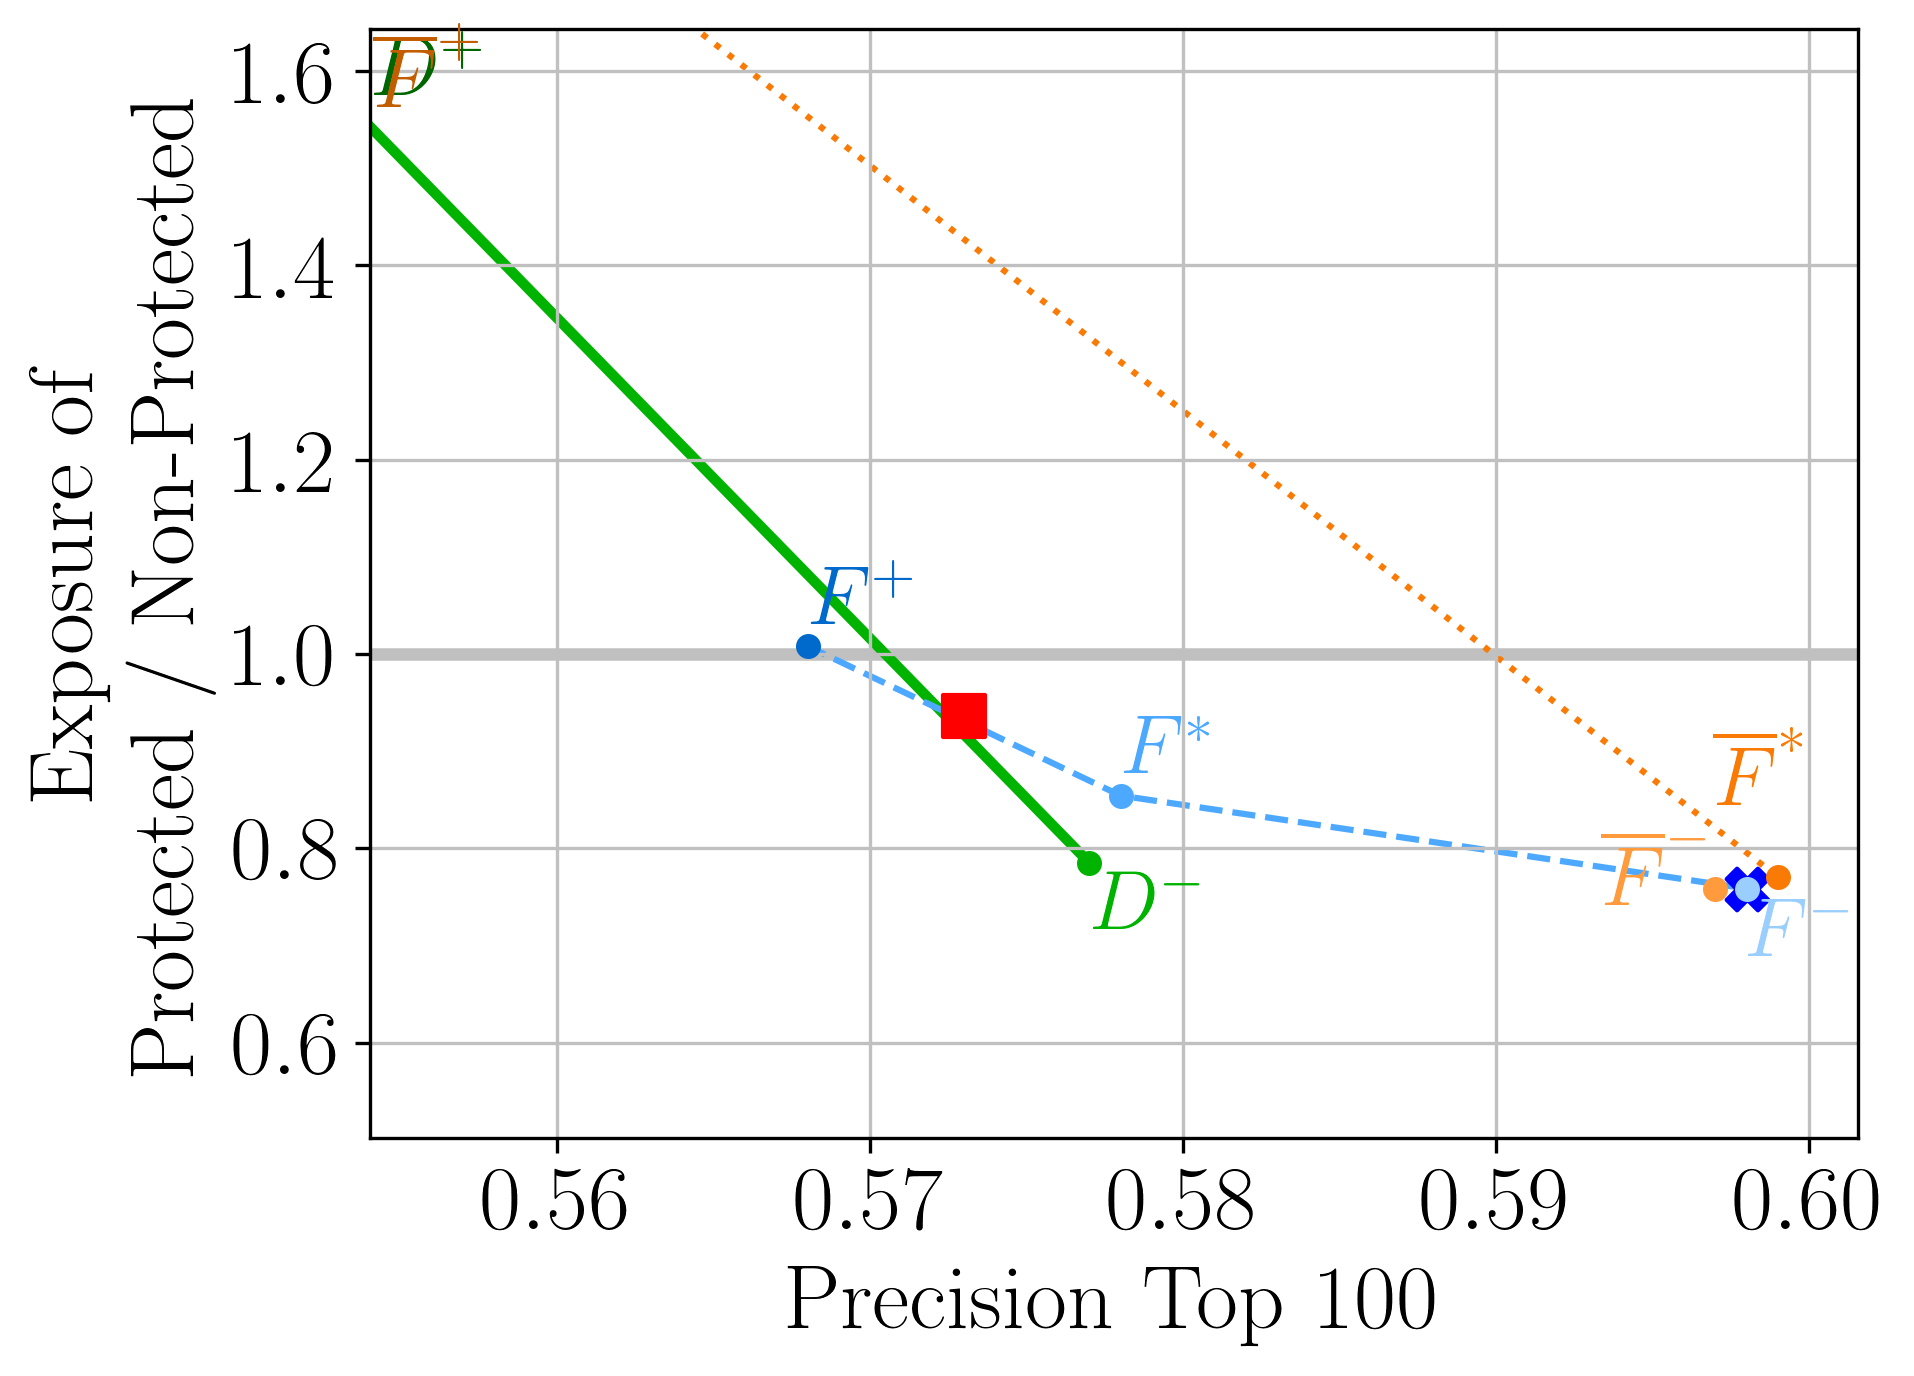 Exposure of
Protected / Non-Protected
1.6
1.4
1.2
1.0
0.8
0.6
D⁺
F̅⁺
F⁺
F*
F̅*
F̅⁻
D⁻
F⁻
0.56
0.57
0.58
0.59
0.60
Precision Top 100